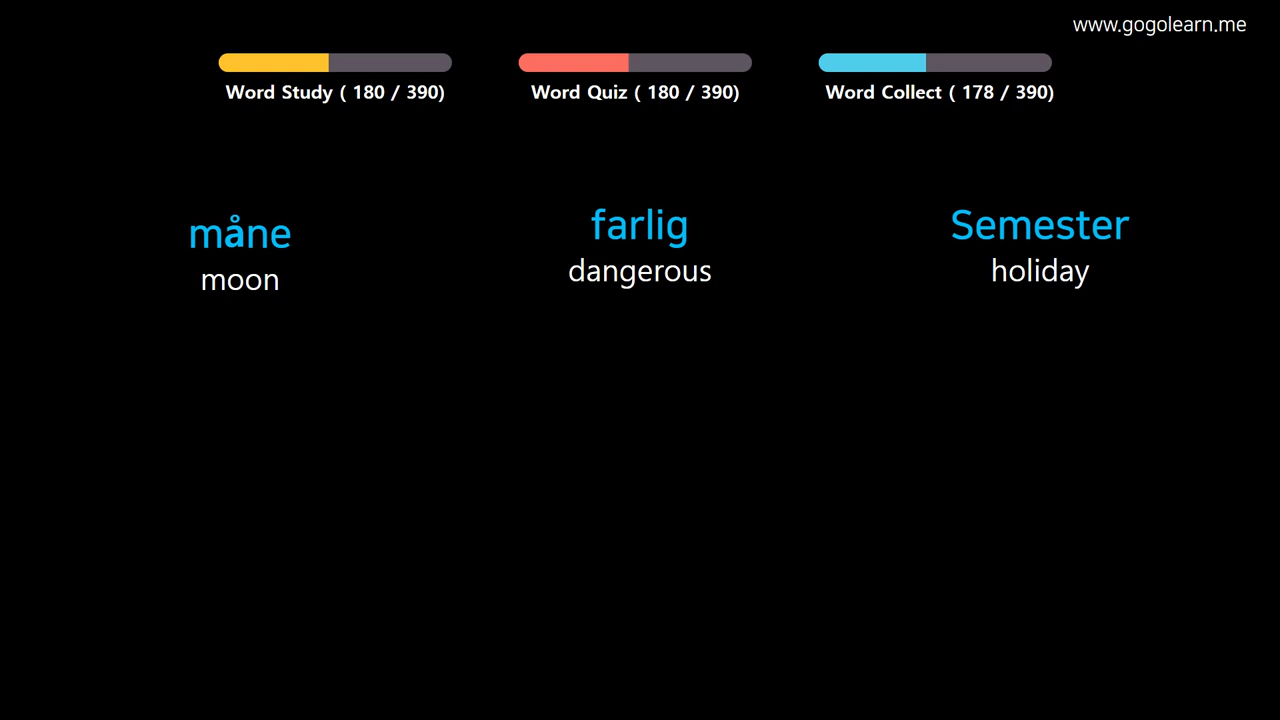 www.gogolearn.me
Word Study ( 180 / 390)
Word Quiz ( 180 / 390)
Word Collect ( 178 / 390)
måne
moon
farlig
dangerous
Semester
holiday